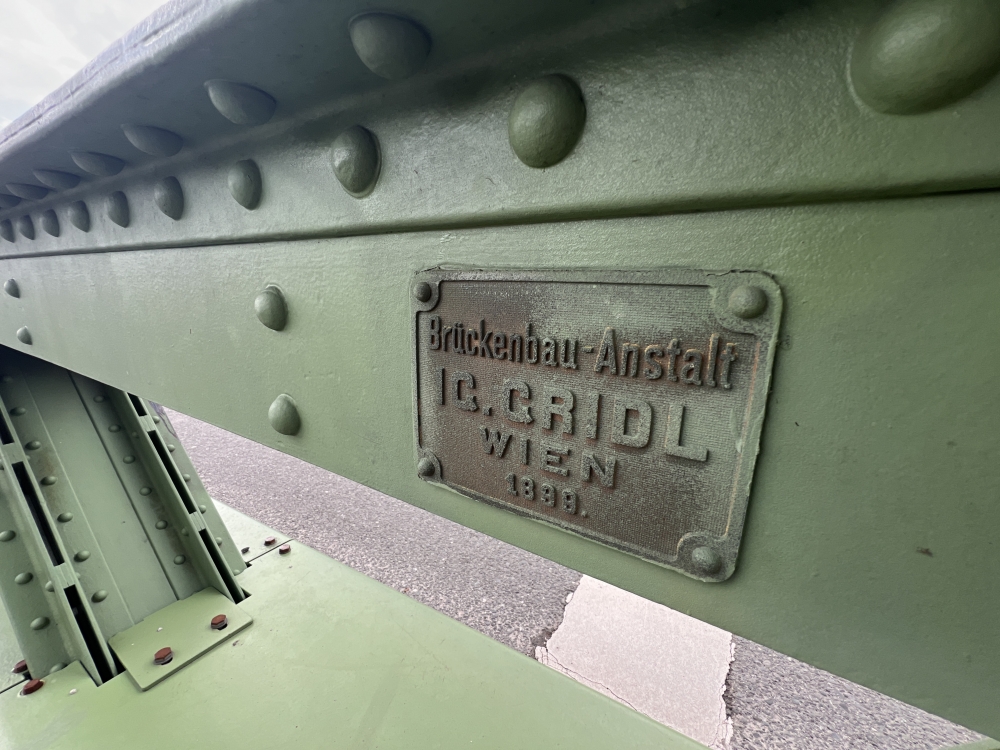 Brückenbau-Anstalt
IG. GRIDL
WIEN
1899.